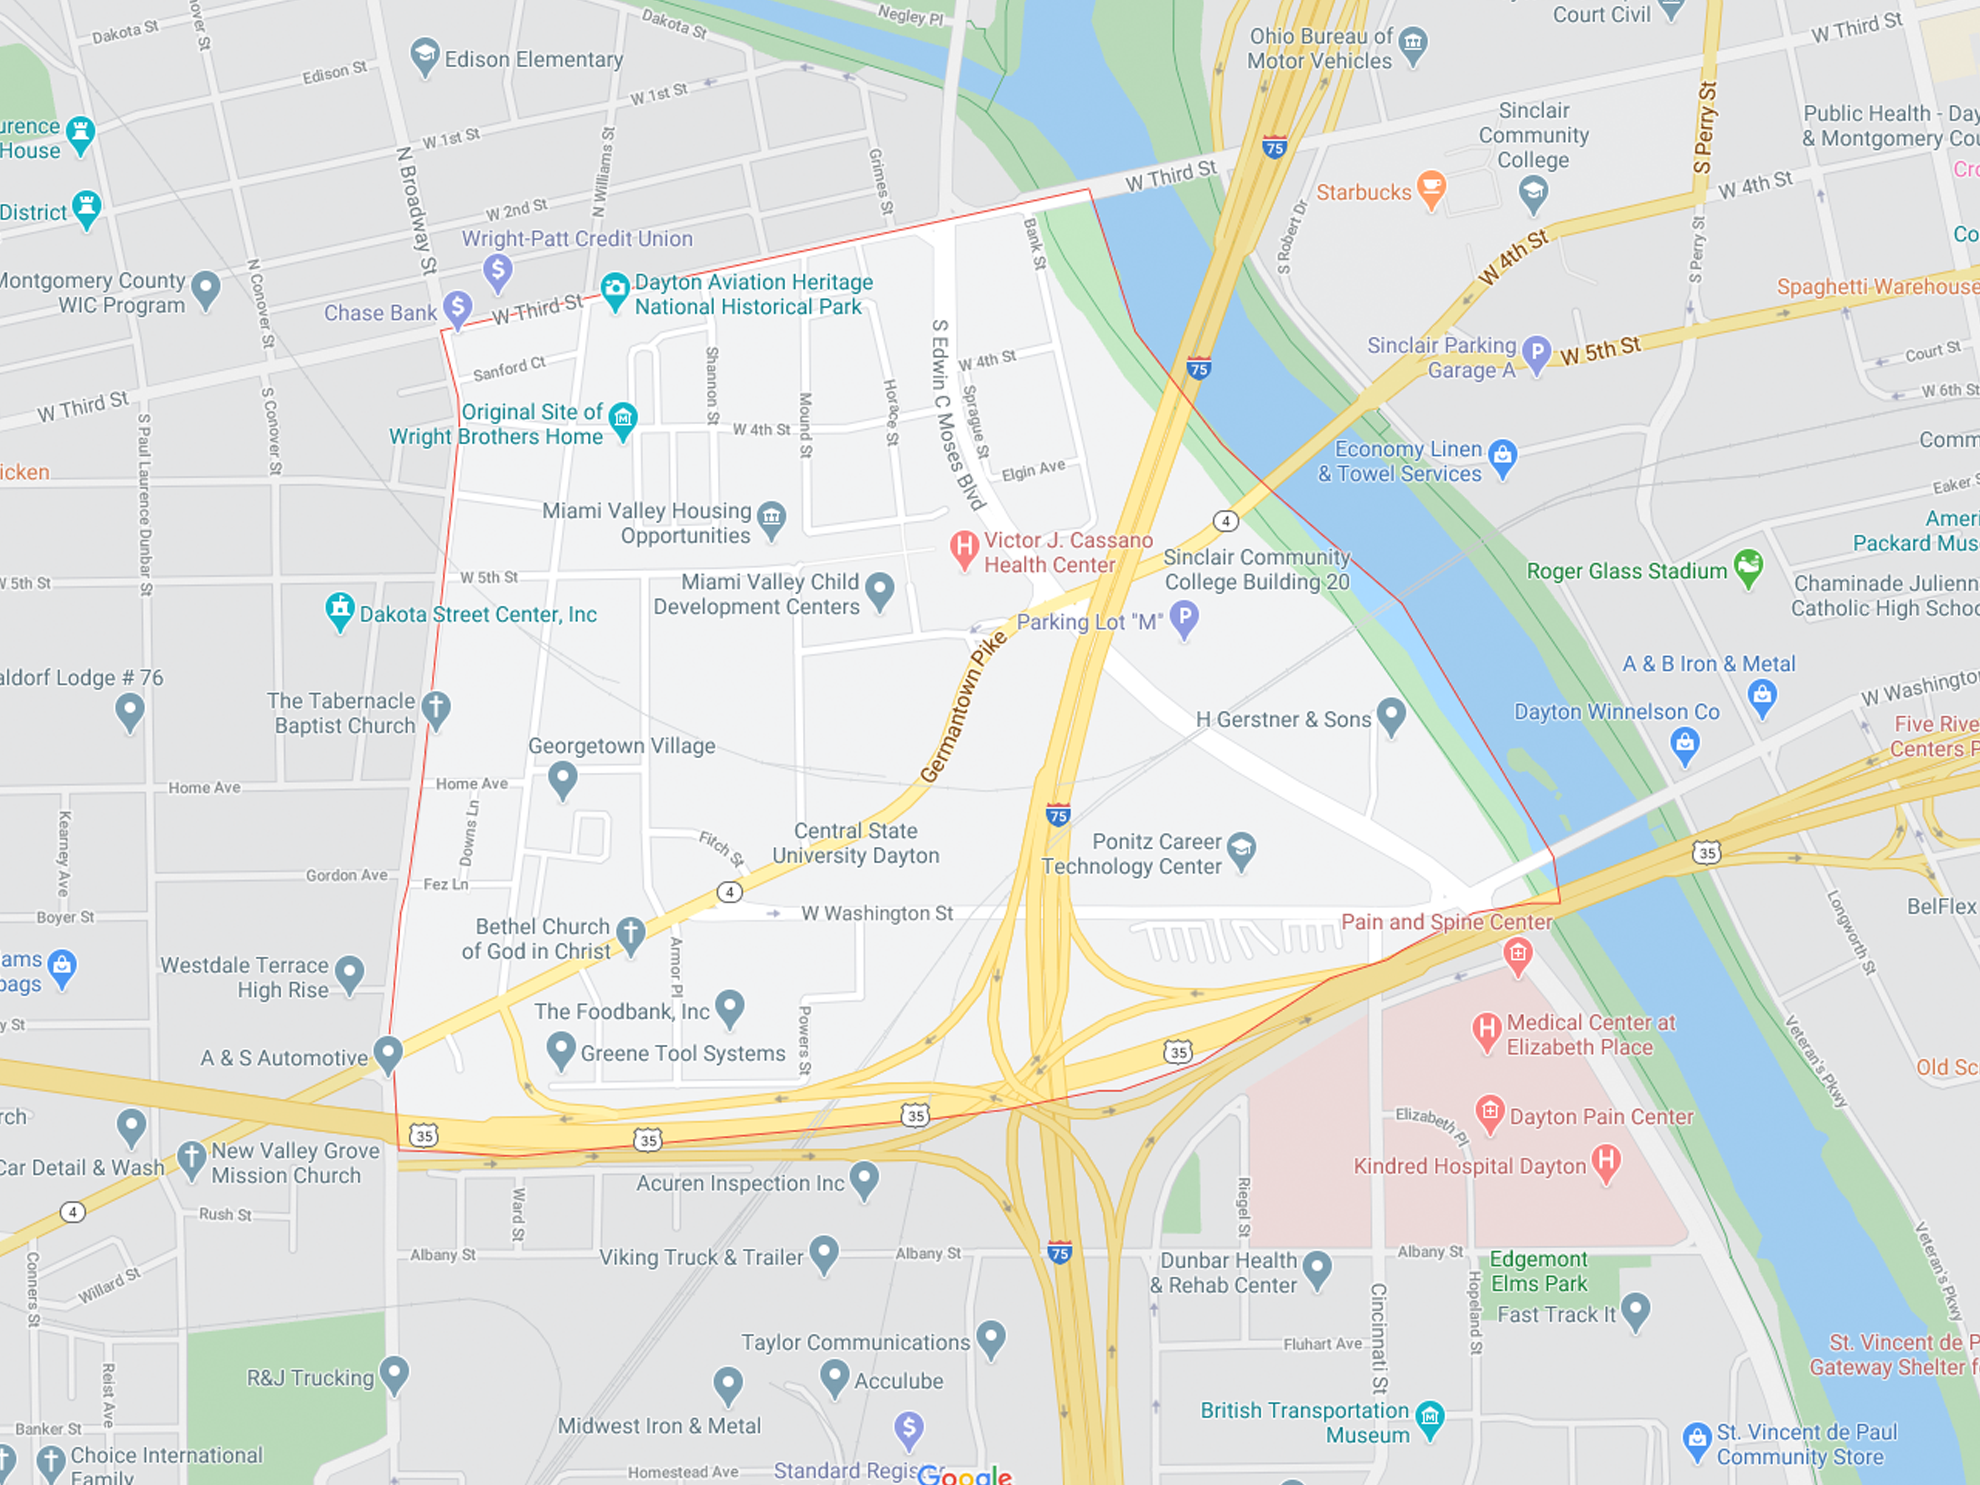 Dakota St
Dakota St
Negley Pl
Edison Elementary
Edison St
W 1st St
W 1st St
Ohio Bureau of
Motor Vehicles
Court Civil
W Third St
S Perry St
Sinclair
Community
College
Public Health - Day
& Montgomery Cou
urence
House
District
N Broadway St
N Williams St
Grimes St
W 2nd St
W Third St
75
Starbucks
W 4th St
Cro
Wright-Patt Credit Union
Bank St
S Robert Dr
W 4th St
S Perry St
Co
Montgomery County
WIC Program
N Conover St
Chase Bank
W Third St
Dayton Aviation Heritage
National Historical Park
Spaghetti Warehouse
Sanford Ct
Shannon St
S Edwin C Moses Blvd
W 4th St
75
Sinclair Parking
Garage A
W 5th St
Court St
W 6th St
W Third St
S Paul Laurence Dunbar St
S Conover St
Original Site of
Wright Brothers Home
W 4th St
Mound St
Horace St
Sprague St
Elgin Ave
Economy Linen
& Towel Services
Comm
icken
Eaker S
Miami Valley Housing
Opportunities
4
Victor J. Cassano
Health Center
Sinclair Community
College Building 20
Ameri
Packard Mus
W 5th St
W 5th St
Miami Valley Child
Development Centers
Roger Glass Stadium
Chaminade Julienn
Catholic High Schoo
Dakota Street Center, Inc
Parking Lot "M"
Germantown Pike
aldorf Lodge # 76
A & B Iron & Metal
W Washingto
The Tabernacle
Baptist Church
H Gerstner & Sons
Dayton Winnelson Co
Five Rive
Centers P
Georgetown Village
Home Ave
Home Ave
75
Kearney Ave
Downs Ln
Fitch St
Central State
University Dayton
Ponitz Career
Technology Center
35
Gordon Ave
Fez Ln
4
Boyer St
W Washington St
Pain and Spine Center
Longworth St
BelFlex
Bethel Church
of God in Christ
Armor Pl
ams
bags
Westdale Terrace
High Rise
The Foodbank, Inc
Powers St
Medical Center at
Elizabeth Place
Veteran's Pkwy
y St
A & S Automotive
Greene Tool Systems
35
Old Sc
rch
35
35
35
Elizabeth Pl
Dayton Pain Center
Car Detail & Wash
New Valley Grove
Mission Church
Acuren Inspection Inc
Kindred Hospital Dayton
4
Rush St
Ward St
Riegel St
Albany St
Viking Truck & Trailer
Albany St
75
Dunbar Health
& Rehab Center
Albany St
Edgemont
Elms Park
Veteran's Pkwy
Conners St
Willard St
Cincinnati St
Hopeland St
Fast Track It
Taylor Communications
Fluhart Ave
St. Vincent de P
Gateway Shelter f
Reist Ave
R&J Trucking
Acculube
Midwest Iron & Metal
British Transportation
Museum
St. Vincent de Paul
Community Store
Banker St
Choice International
Family
Homestead Ave
Standard Regist
Google